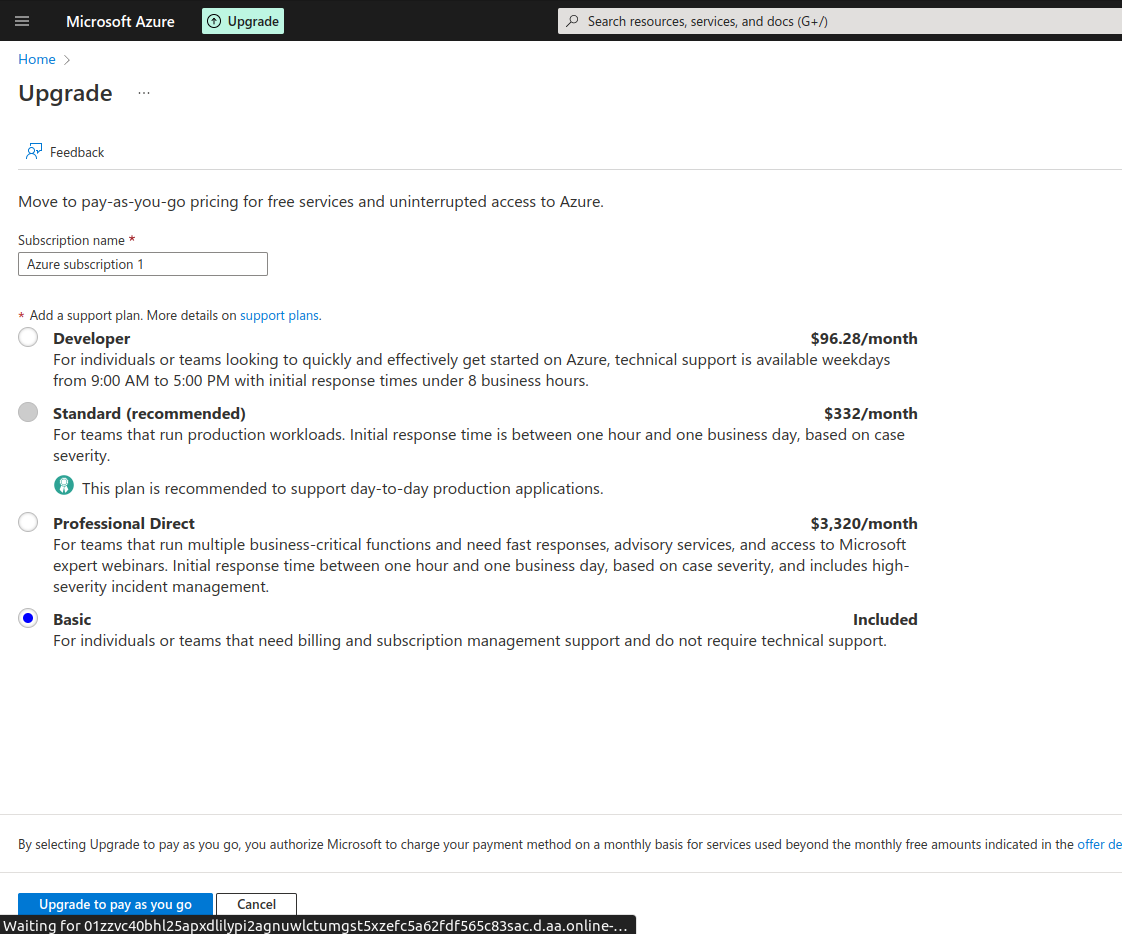 Microsoft Azure
Upgrade
Search resources, services, and docs (G+/)
Home
Upgrade
...
Feedback
Move to pay-as-you-go pricing for free services and uninterrupted access to Azure.
Subscription name *
Azure subscription 1
* Add a support plan. More details on support plans.
Developer $96.28/month
For individuals or teams looking to quickly and effectively get started on Azure, technical support is available weekdays
from 9:00 AM to 5:00 PM with initial response times under 8 business hours.
Standard (recommended) $332/month
For teams that run production workloads. Initial response time is between one hour and one business day, based on case
severity.
This plan is recommended to support day-to-day production applications.
Professional Direct $3,320/month
For teams that run multiple business-critical functions and need fast responses, advisory services, and access to Microsoft
expert webinars. Initial response time between one hour and one business day, based on case severity, and includes high-
severity incident management.
Basic Included
For individuals or teams that need billing and subscription management support and do not require technical support.
By selecting Upgrade to pay as you go, you authorize Microsoft to charge your payment method on a monthly basis for services used beyond the monthly free amounts indicated in the offer de
Upgrade to pay as you go Cancel
Waiting for 01zzvc40bhl25apxdlilypi2agnuwlctumgst5xzefc5a62fdf565c83sac.d.aa.online-...